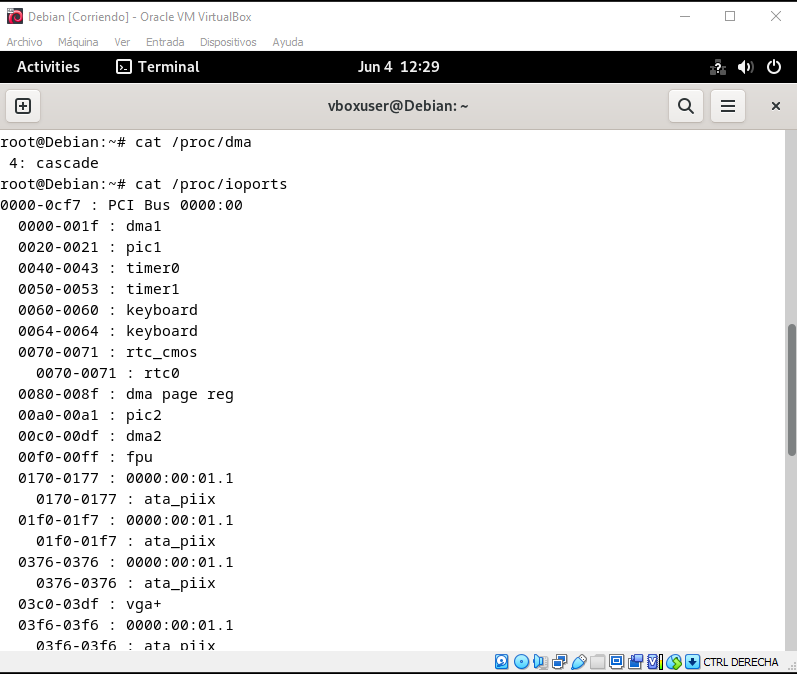 Debian [Corriendo] - Oracle VM VirtualBox
Archivo Máquina Ver Entrada Dispositivos Ayuda
Activities Terminal Jun 4 12:29
vboxuser@Debian: ~
root@Debian:~# cat /proc/dma
 4: cascade
root@Debian:~# cat /proc/ioports
0000-0cf7 : PCI Bus 0000:00
  0000-001f : dma1
  0020-0021 : pic1
  0040-0043 : timer0
  0050-0053 : timer1
  0060-0060 : keyboard
  0064-0064 : keyboard
  0070-0071 : rtc_cmos
    0070-0071 : rtc0
  0080-008f : dma page reg
  00a0-00a1 : pic2
  00c0-00df : dma2
  00f0-00ff : fpu
  0170-0177 : 0000:00:01.1
    0170-0177 : ata_piix
  01f0-01f7 : 0000:00:01.1
    01f0-01f7 : ata_piix
  0376-0376 : 0000:00:01.1
    0376-0376 : ata_piix
  03c0-03df : vga+
  03f6-03f6 : 0000:00:01.1
    03f6-03f6 : ata_piix
CTRL DERECHA